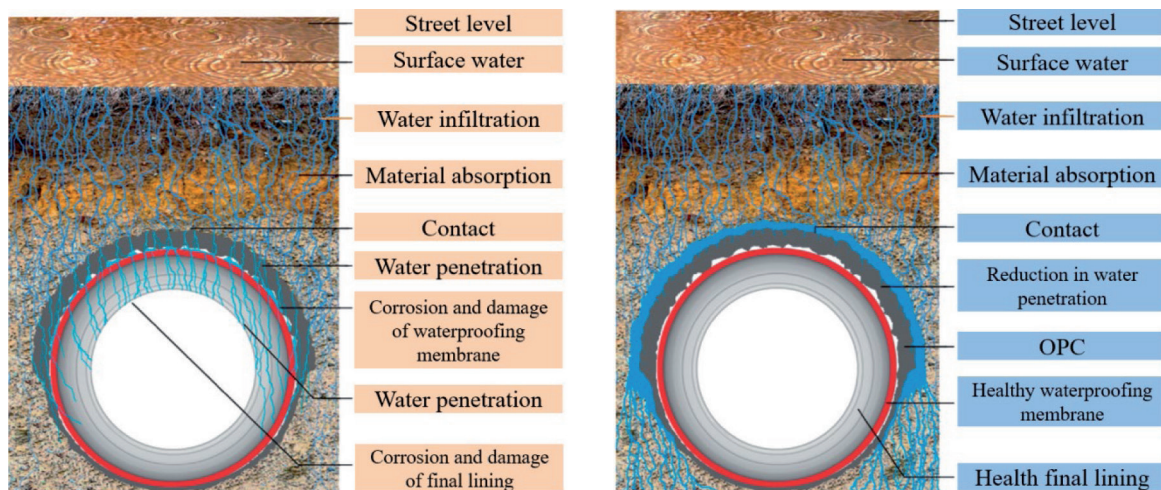 Street level
Surface water
Water infiltration
Material absorption
Contact
Water penetration
Corrosion and damage
of waterproofing
membrane
Water penetration
Corrosion and damage
of final lining
Street level
Surface water
Water infiltration
Material absorption
Contact
Reduction in water
penetration
OPC
Healthy waterproofing
membrane
Health final lining